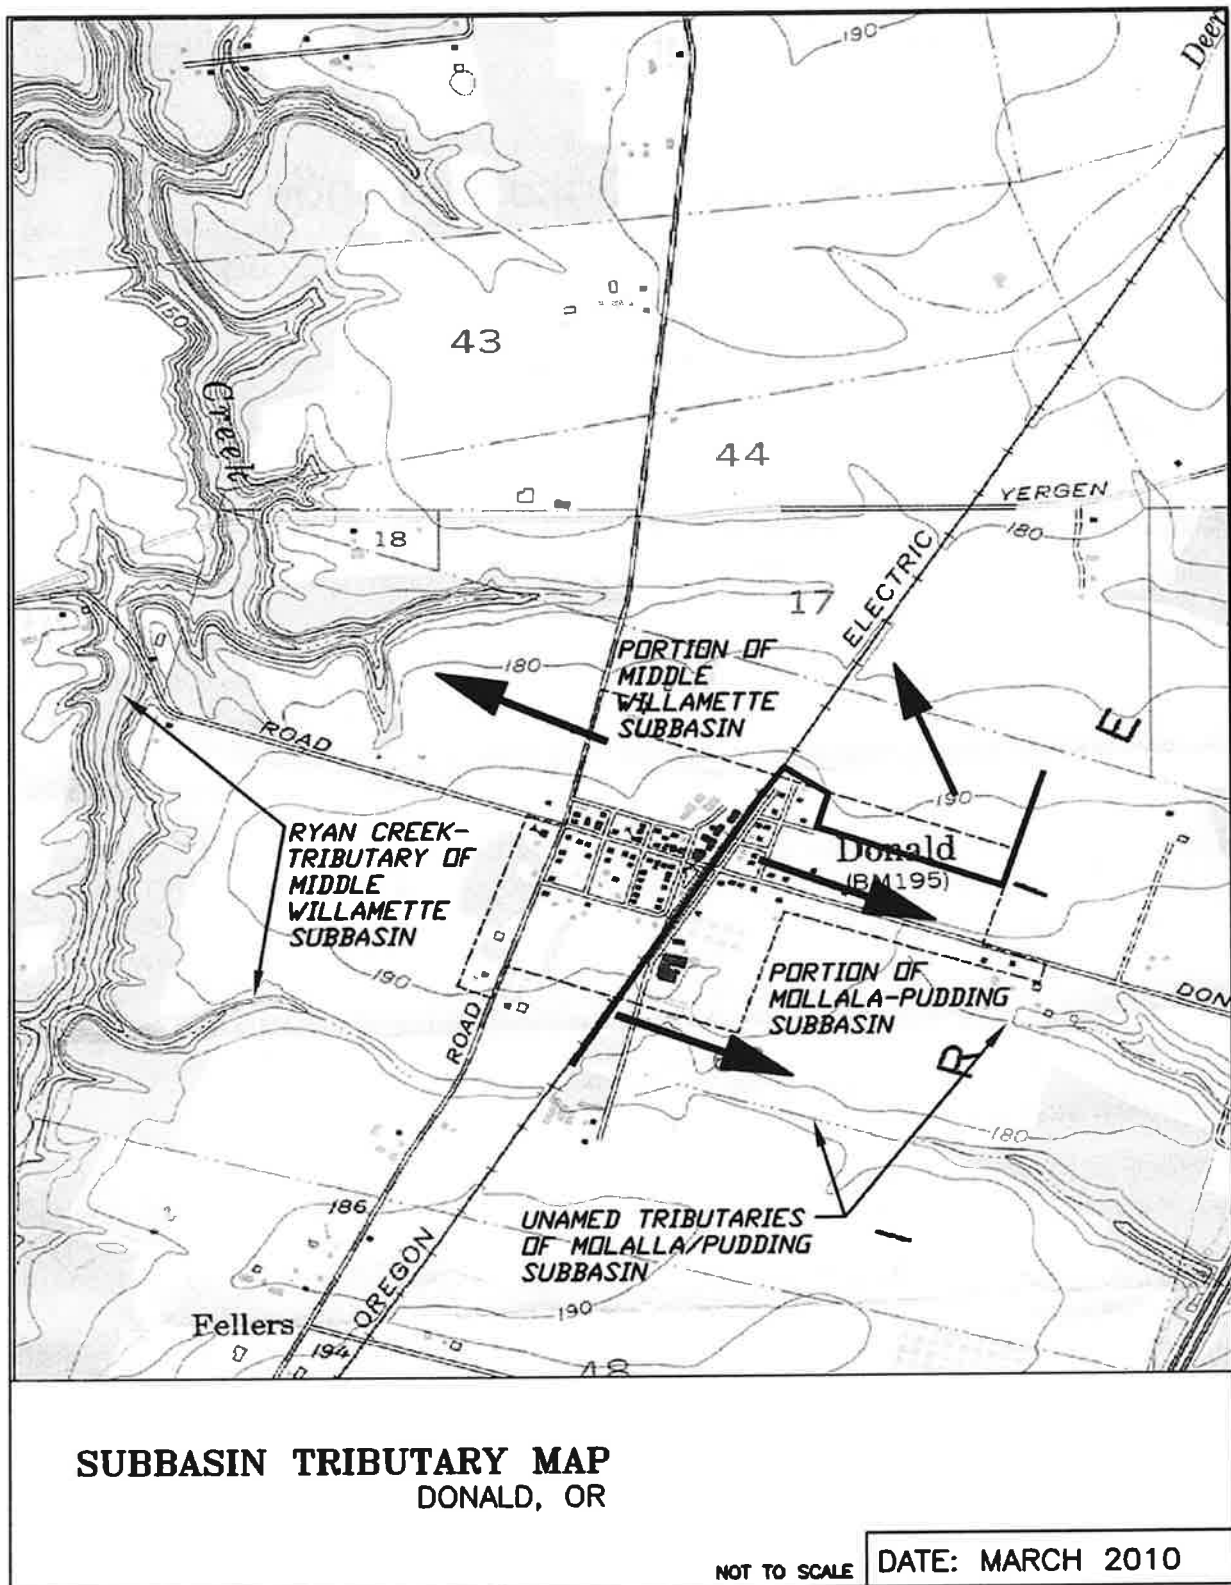 190
Deer
150
43
Creek
44
YERGEN
180
18
17
ELECTRIC
PORTION OF
MIDDLE
WILLAMETTE
SUBBASIN
180
E
ROAD
190
RYAN CREEK-
TRIBUTARY OF
MIDDLE
WILLAMETTE
SUBBASIN
Donald
(BM195)
190
PORTION OF
MOLLALA-PUDDING
SUBBASIN
DON
ROAD
R
180
186
UNAMED TRIBUTARIES
OF MOLALLA/PUDDING
SUBBASIN
OREGON
190
Fellers
194
48
SUBBASIN TRIBUTARY MAP
DONALD, OR
NOT TO SCALE
DATE: MARCH 2010